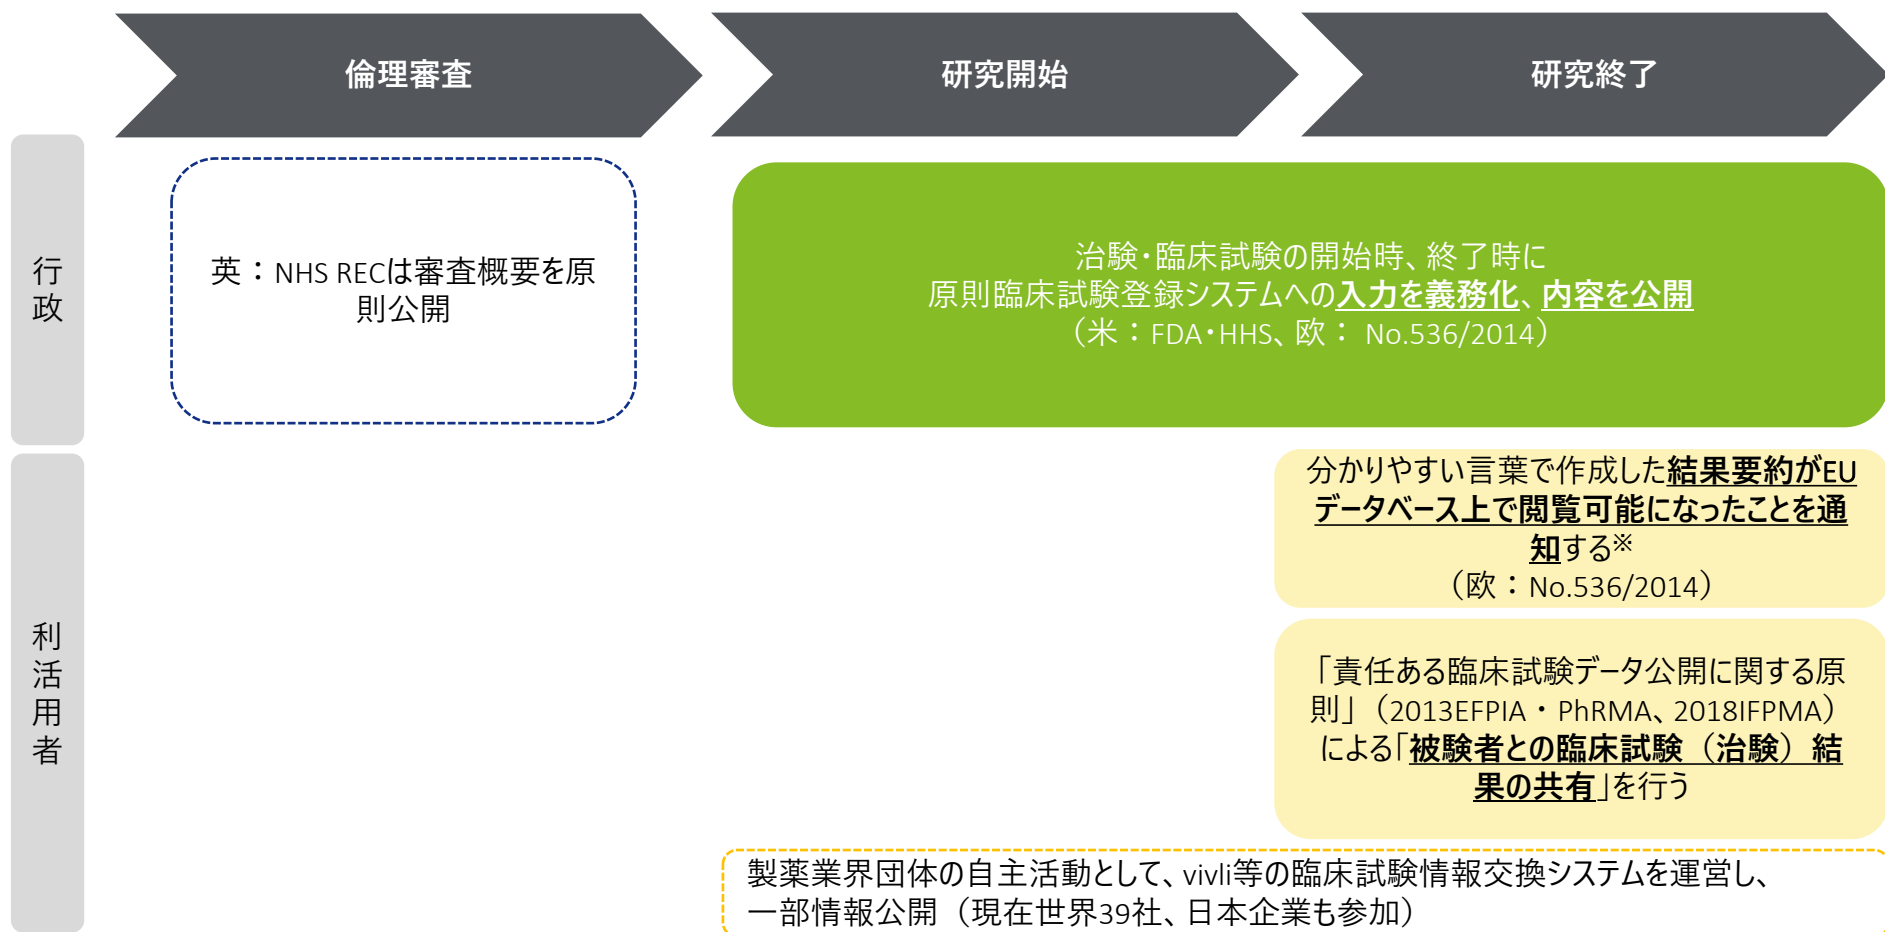 倫理審査
研究開始
研究終了
行政
英：NHS RECは審査概要を原
則公開
治験･臨床試験の開始時、終了時に
原則臨床試験登録システムへの入力を義務化、内容を公開
（米：FDA･HHS、欧： No.536/2014）
利活用者
分かりやすい言葉で作成した結果要約がEU
データベース上で閲覧可能になったことを通
知する※
（欧：No.536/2014）
「責任ある臨床試験データ公開に関する原
則」（2013EFPIA・PhRMA、2018IFPMA）
による｢被験者との臨床試験（治験）結
果の共有｣を行う
製薬業界団体の自主活動として、vivli等の臨床試験情報交換システムを運営し、
一部情報公開（現在世界39社、日本企業も参加）